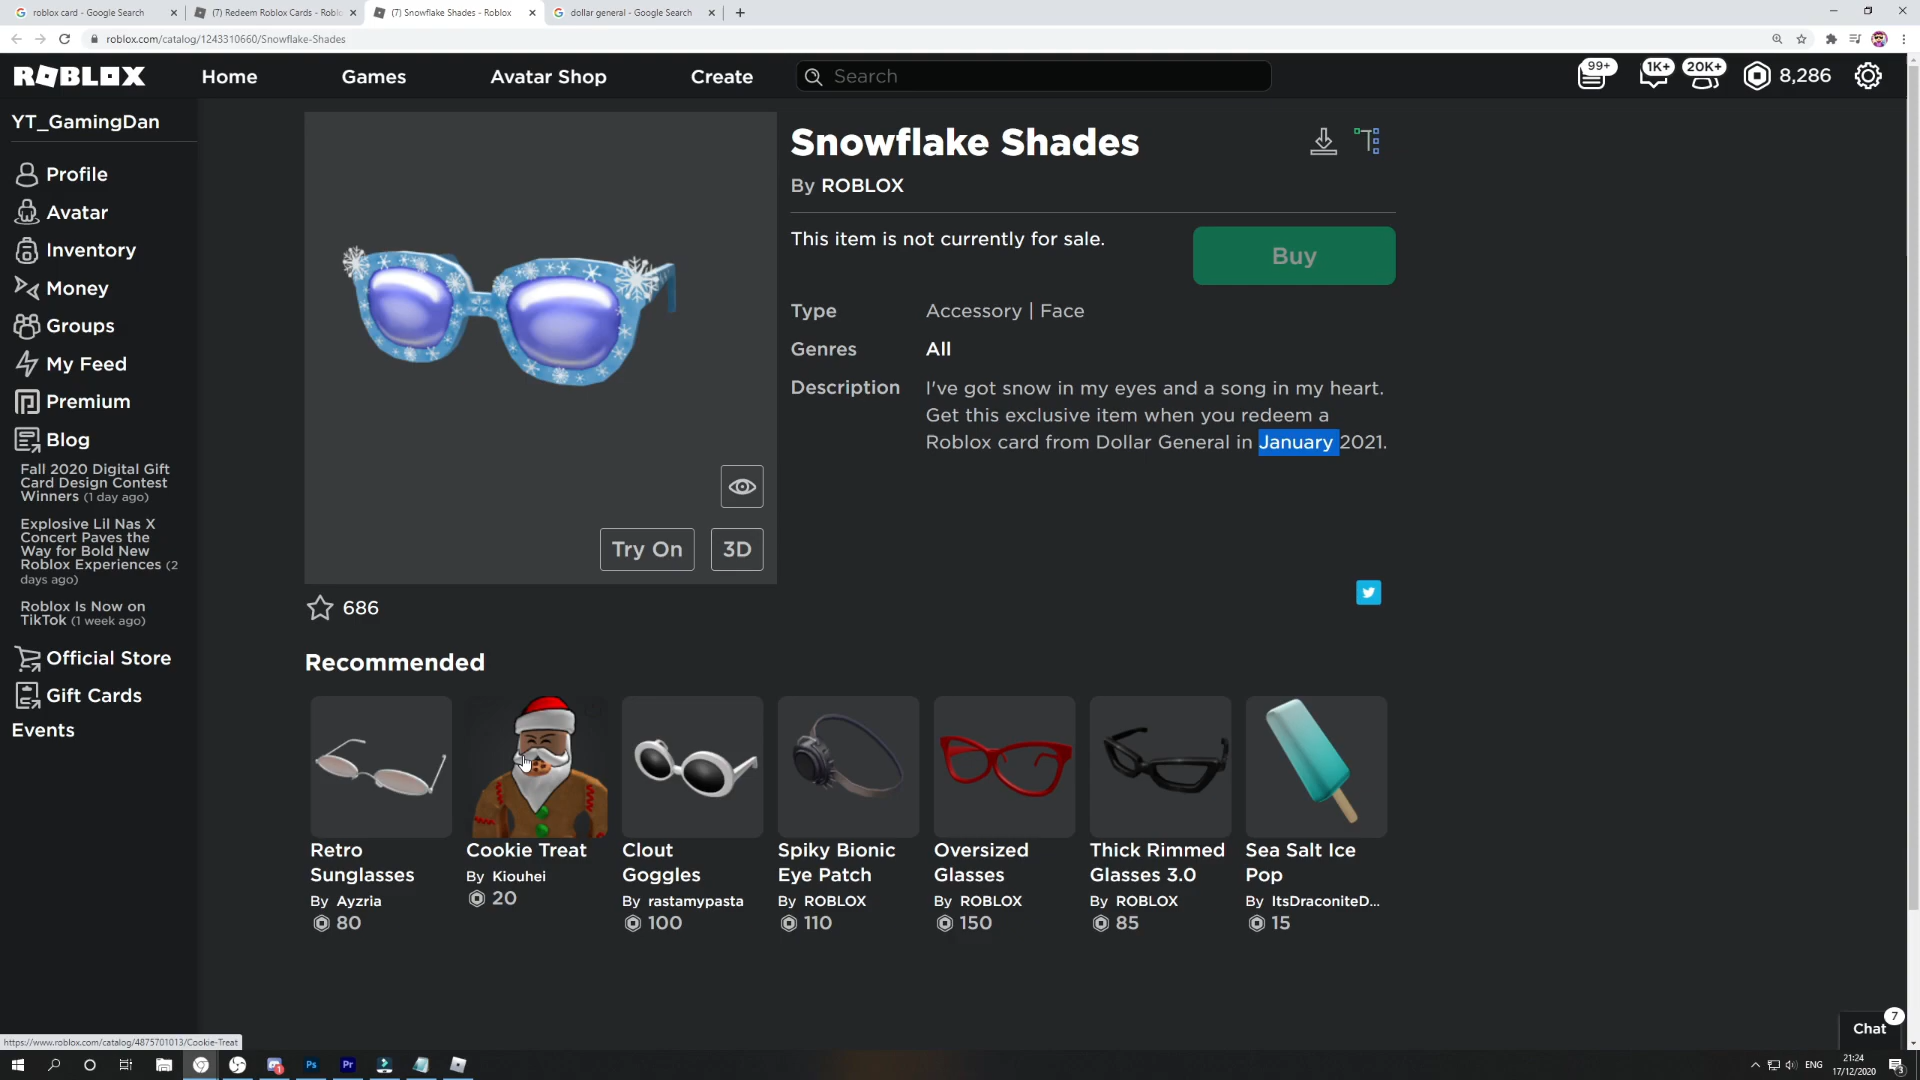 roblox card - Google Search
(7) Redeem Roblox Cards - Roblo
(7) Snowflake Shades - Roblox
dollar general - Google Search
roblox.com/catalog/1243310660/Snowflake-Shades
ROBLOX
Home
Games
Avatar Shop
Create
Search
99+
1K+
20K+
8,286
YT_GamingDan
Profile
Avatar
Inventory
Money
Groups
My Feed
Premium
Blog
Fall 2020 Digital Gift
Card Design Contest
Winners (1 day ago)
Explosive Lil Nas X
Concert Paves the
Way for Bold New
Roblox Experiences (2
days ago)
Roblox Is Now on
TikTok (1 week ago)
Official Store
Gift Cards
Events
Try On
3D
686
Snowflake Shades
By ROBLOX
This item is not currently for sale.
Buy
Type
Accessory | Face
Genres
All
Description
I've got snow in my eyes and a song in my heart.
Get this exclusive item when you redeem a
Roblox card from Dollar General in January 2021.
Recommended
Retro
Sunglasses
By Ayzria
80
Cookie Treat
By Kiouhei
20
Clout
Goggles
By rastamypasta
100
Spiky Bionic
Eye Patch
By ROBLOX
110
Oversized
Glasses
By ROBLOX
150
Thick Rimmed
Glasses 3.0
By ROBLOX
85
Sea Salt Ice
Pop
By ItsDraconiteD...
15
Chat
7
https://www.roblox.com/catalog/4875701013/Cookie-Treat
Ps
Pr
ENG
21:24
17/12/2020
3